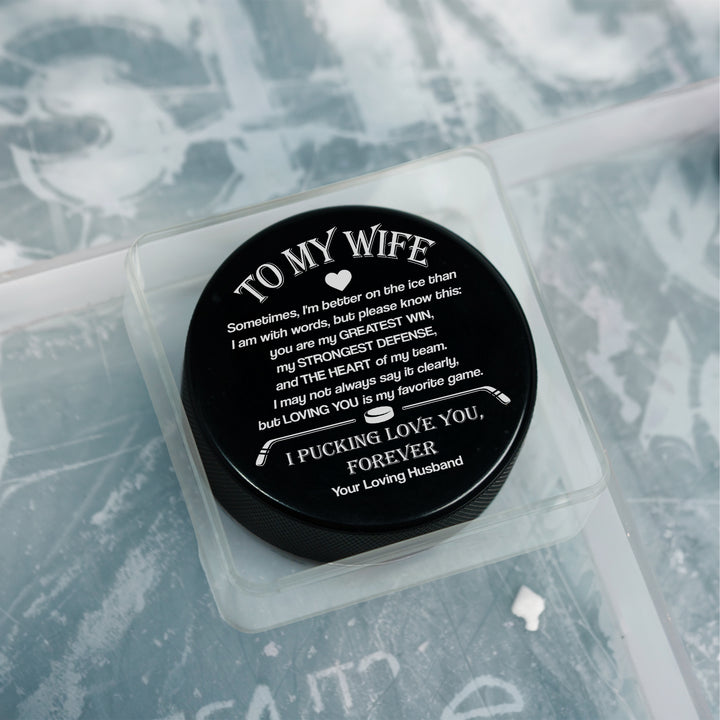 TO MY WIFE
Sometimes, I'm better on the ice than
I am with words, but please know this:
you are my GREATEST WIN,
my STRONGEST DEFENSE,
and THE HEART of my team.
I may not always say it clearly,
but LOVING YOU is my favorite game.
I PUCKING LOVE YOU,
FOREVER
Your Loving Husband